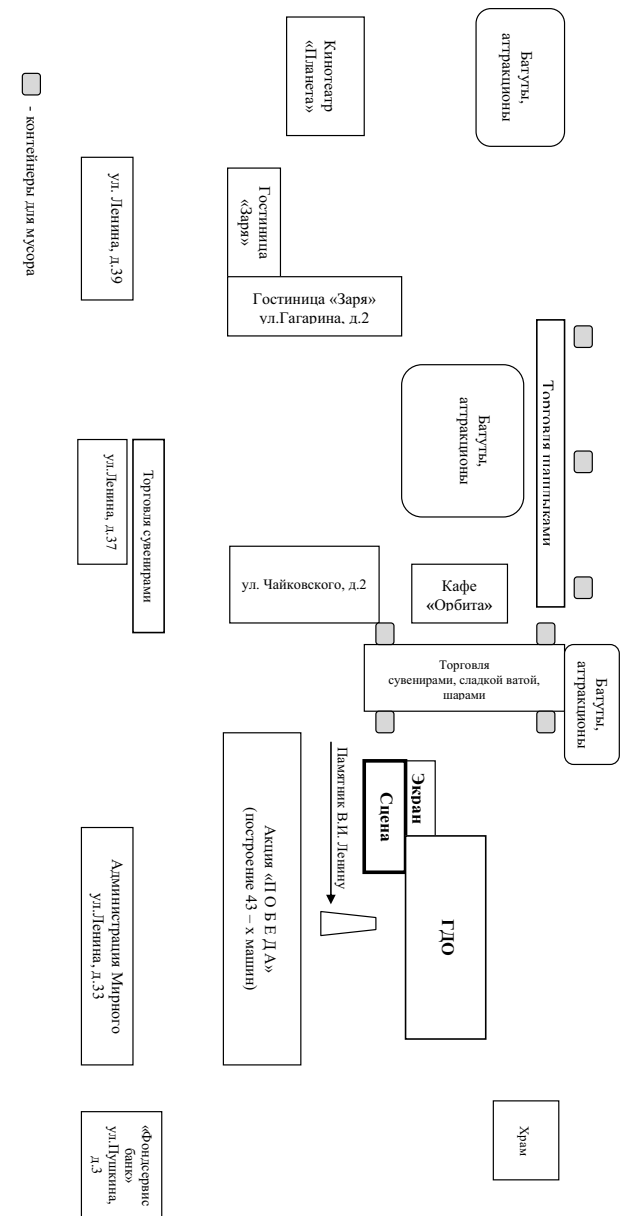 Кинотеатр
«Планета»
Батуты,
аттракционы
Гостиница
«Заря»
ул. Ленина, д.39
- контейнеры для мусора
Гостиница «Заря»
ул.Гагарина, д.2
Торговля шашлыками
Батуты,
аттракционы
Торговля сувенирами
ул.Ленина, д.37
ул. Чайковского, д.2
Кафе
«Орбита»
Торговля
сувенирами, сладкой ватой,
шарами
Батуты,
аттракционы
Памятник В.И. Ленину
Экран
Сцена
ГДО
Акция «П О Б Е Д А»
(построение 43 – х машин)
Администрация Мирного
ул.Ленина, д.33
«Фондсервис
банк»
ул.Пушкина,
д.3
Храм